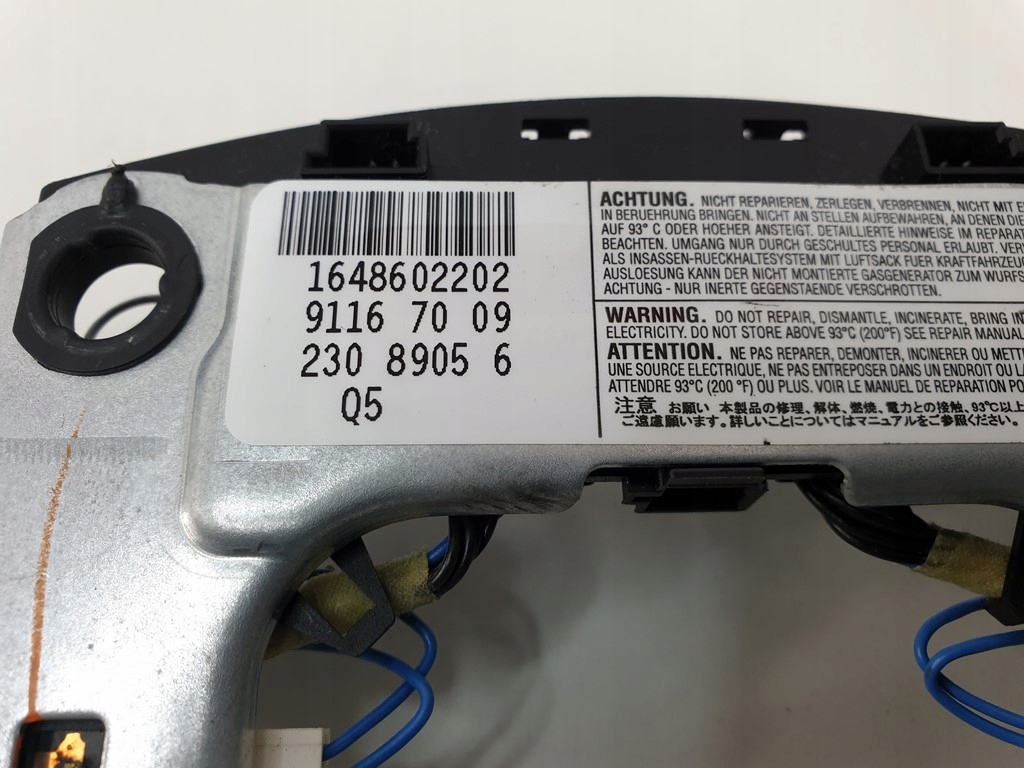 1648602202
9116 70 09
230 8905 6
Q5
ACHTUNG. NICHT REPARIEREN, ZERLEGEN, VERBRENNEN, NICHT MIT
IN BERUEHRUNG BRINGEN. NICHT AN STELLEN AUFBEWAHREN, AN DENEN DIE
AUF 93° C ODER HOEHER ANSTEIGT. DETAILLIERTE HINWEISE IM
BEACHTEN. UMGANG NUR DURCH GESCHULTES PERSONAL ERLAUBT.
ALS INSASSEN-RUECKHALTESYSTEM MIT LUFTSACK FUER
AUSLOESUNG KANN DER NICHT MONTIERTE GASGENERATOR ZUM
ACHTUNG - NUR INERTE GEGENSTAENDE VERSCHROTTEN.
WARNING. DO NOT REPAIR, DISMANTLE, INCINERATE, BRING
ELECTRICITY. DO NOT STORE ABOVE 93°C (200°F) SEE REPAIR MANUAL
ATTENTION. NE PAS REPARER, DEMONTER, INCINERER OU
UNE SOURCE ELECTRIQUE, NE PAS ENTREPOSER DANS UN ENDROIT OU
ATTENDRE 93°C (200 °F) OU PLUS. VOIR LE MANUEL DE REPARATION
注意 お願い 本製品の修理、解体、燃焼、電力との接触、93℃以上
ご遠慮願います。詳しいことについてはマニュアルをご参照ください。